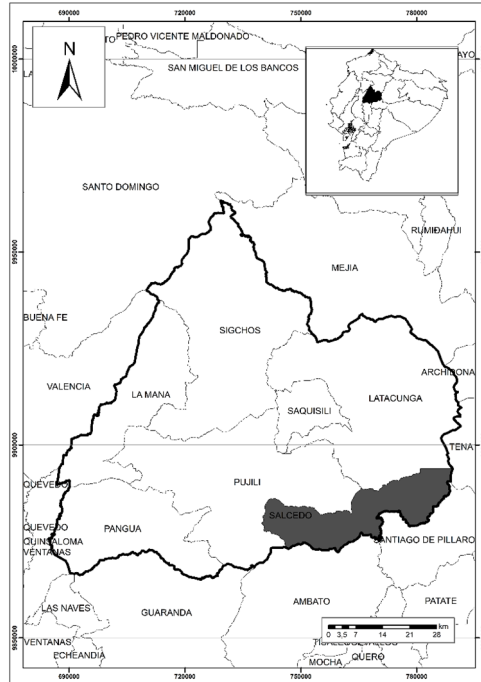 690000 720000 750000 780000
PEDRO VICENTE MALDONADO
N
SAN MIGUEL DE LOS BANCOS
SANTO DOMINGO
RUMIÑAHUI
MEJIA
SIGCHOS
BUENA FE
ARCHIDONA
VALENCIA
LA MANA
LATACUNGA
SAQUISILI
TENA
QUEVEDO
PUJILI
SALCEDO
QUEVEDO
PANGUA
QUINSALOMA
SANTIAGO DE PILLARO
VENTANAS
LAS NAVES
GUARANDA
AMBATO
PATATE
0 3,5 7 14 21 28 km
VENTANAS
ECHEANDIA
QUERO
MOCHA
690000 720000 750000 780000